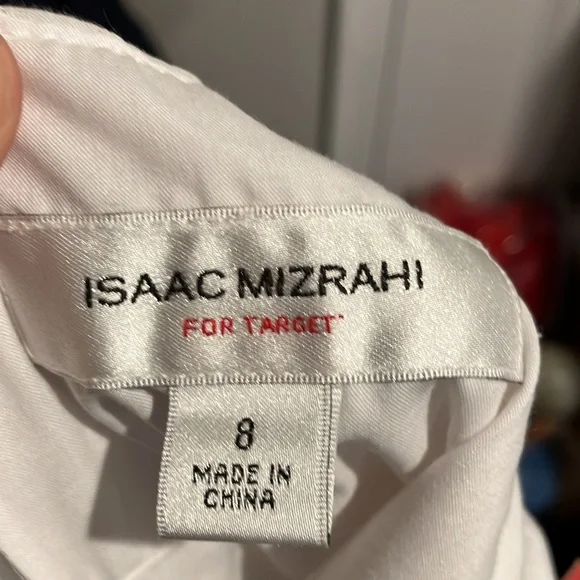 ISAAC MIZRAHI
FOR TARGET
8
MADE IN
CHINA